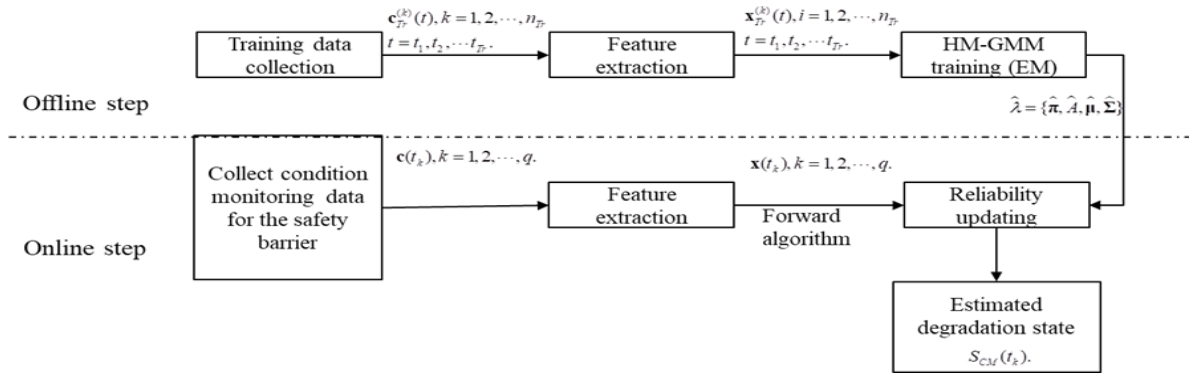 c_{Tr}^{(k)}(t), k = 1, 2, ⋯, n_{Tr}
t = t_1, t_2, ⋯ t_{Tr}.
x_{Tr}^{(k)}(t), i = 1, 2, ⋯, n_{Tr}
t = t_1, t_2, ⋯ t_{Tr}.
Training data
collection
Feature
extraction
HM-GMM
training (EM)
Offline step
λ̂ = {π̂, Â, μ̂, Σ̂}
Collect condition
monitoring data
for the safety
barrier
c(t_k), k = 1, 2, ⋯, q.
Feature
extraction
x(t_k), k = 1, 2, ⋯, q.
Forward
algorithm
Reliability
updating
Online step
Estimated
degradation state
S_{CM}(t_k).